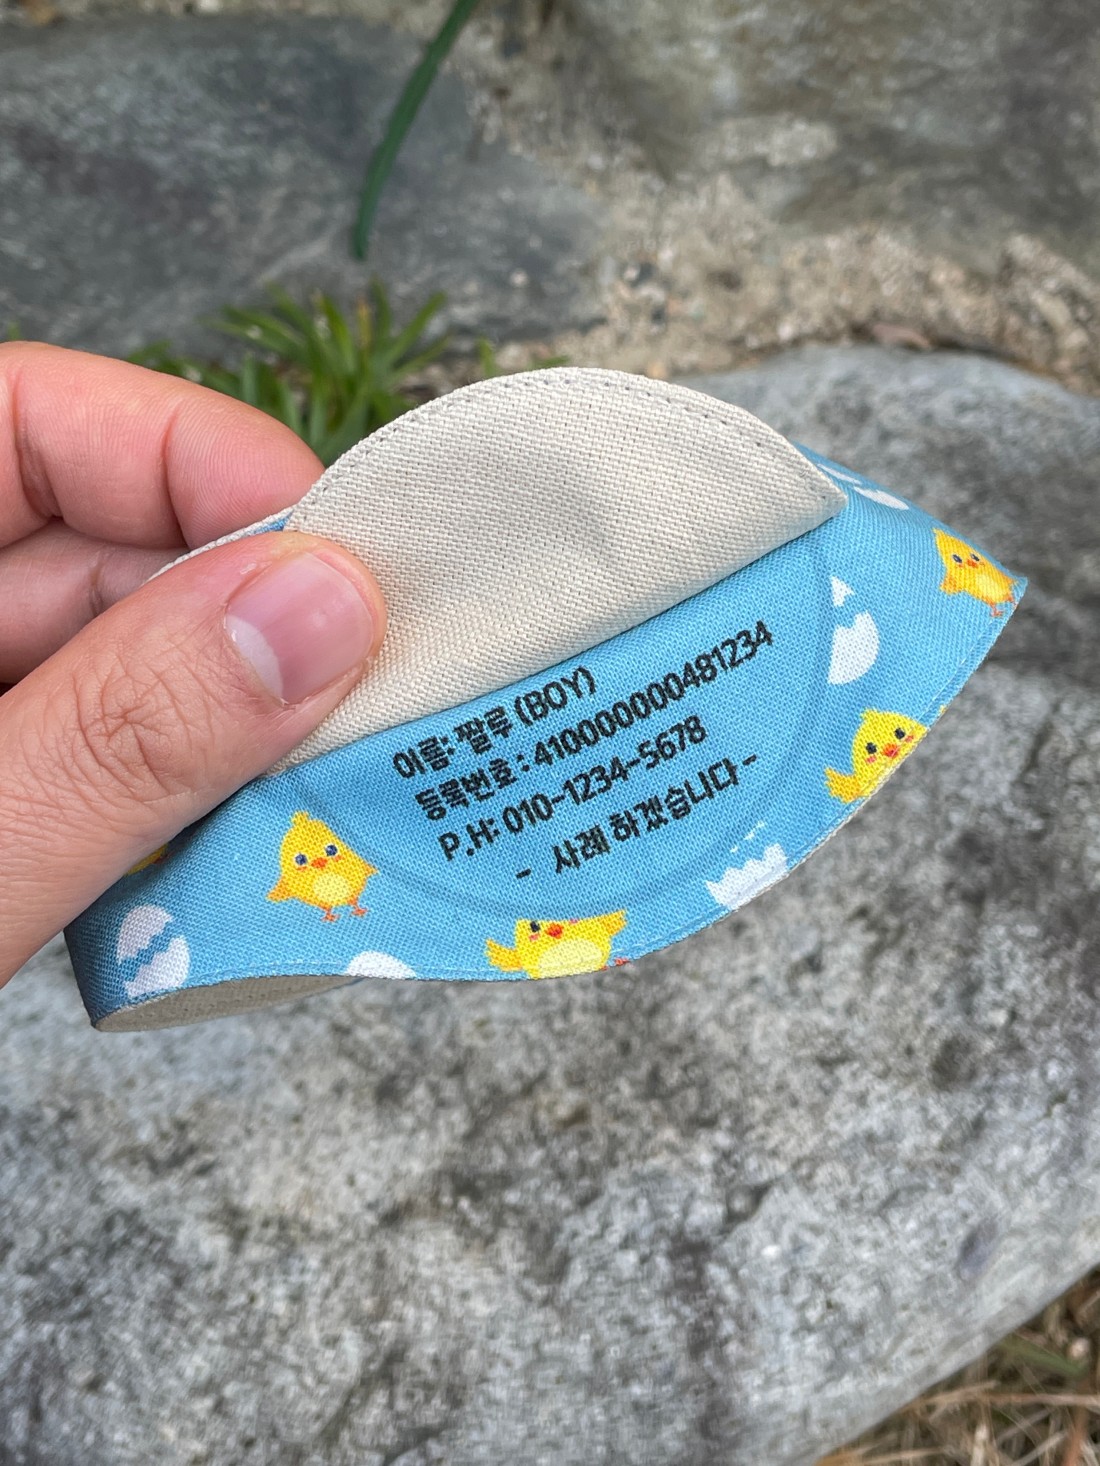 이름: 짤루 (BOY)
등록번호 : 410000000481234
P.H: 010-1234-5678
- 사례 하겠습니다 -